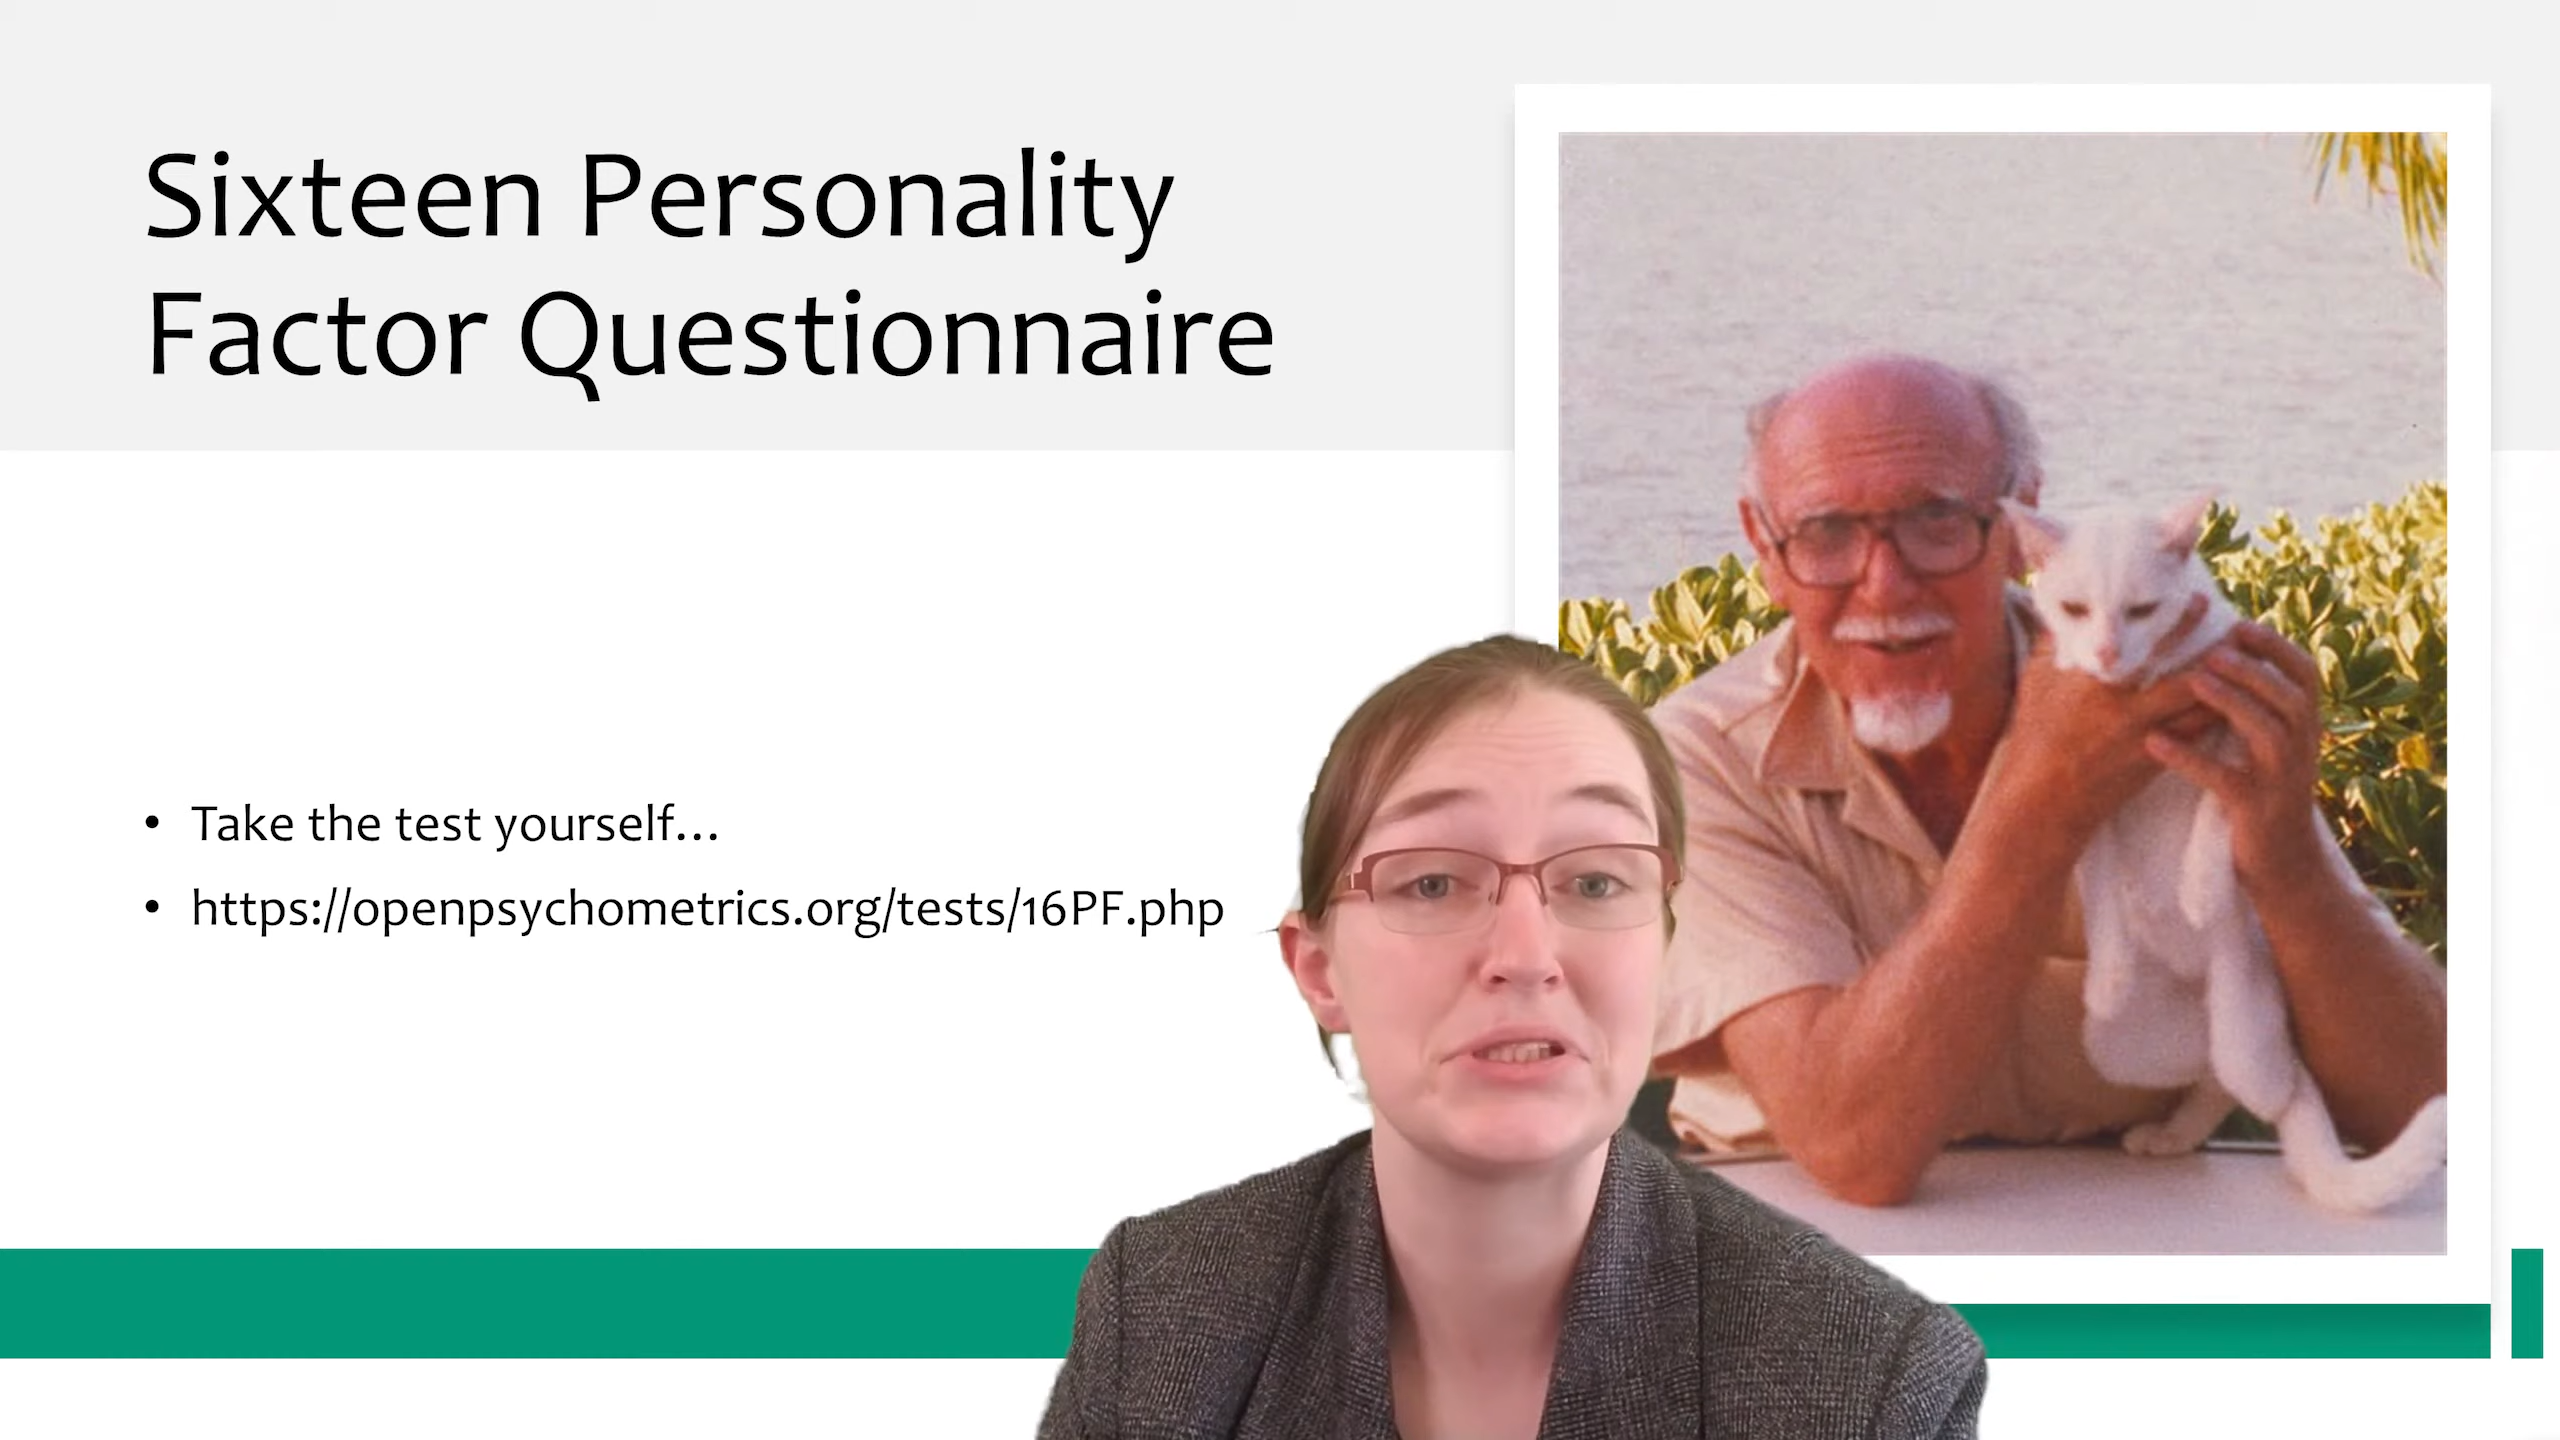 Sixteen Personality
Factor Questionnaire
• Take the test yourself...
• https://openpsychometrics.org/tests/16PF.php